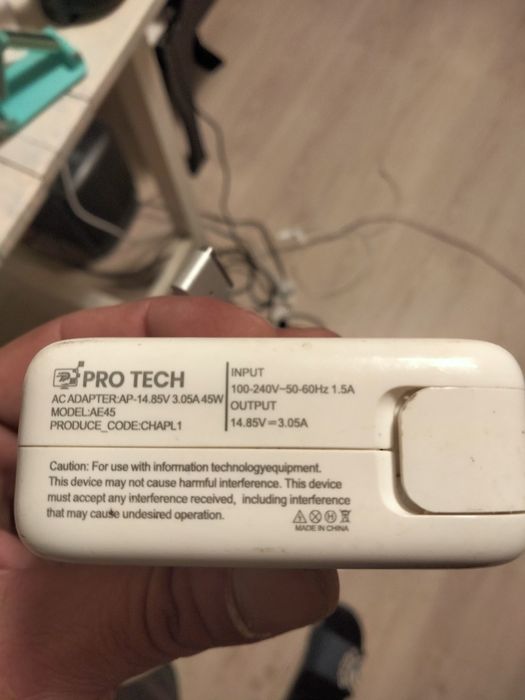 PRO TECH
AC ADAPTER:AP-14.85V 3.05A 45W
MODEL:AE45
PRODUCE_CODE:CHAPL1
INPUT
100-240V~50-60Hz 1.5A
OUTPUT
14.85V⎓3.05A
Caution: For use with information technologyequipment.
This device may not cause harmful interference. This device
must accept any interference received, including interference
that may cause undesired operation.
MADE IN CHINA